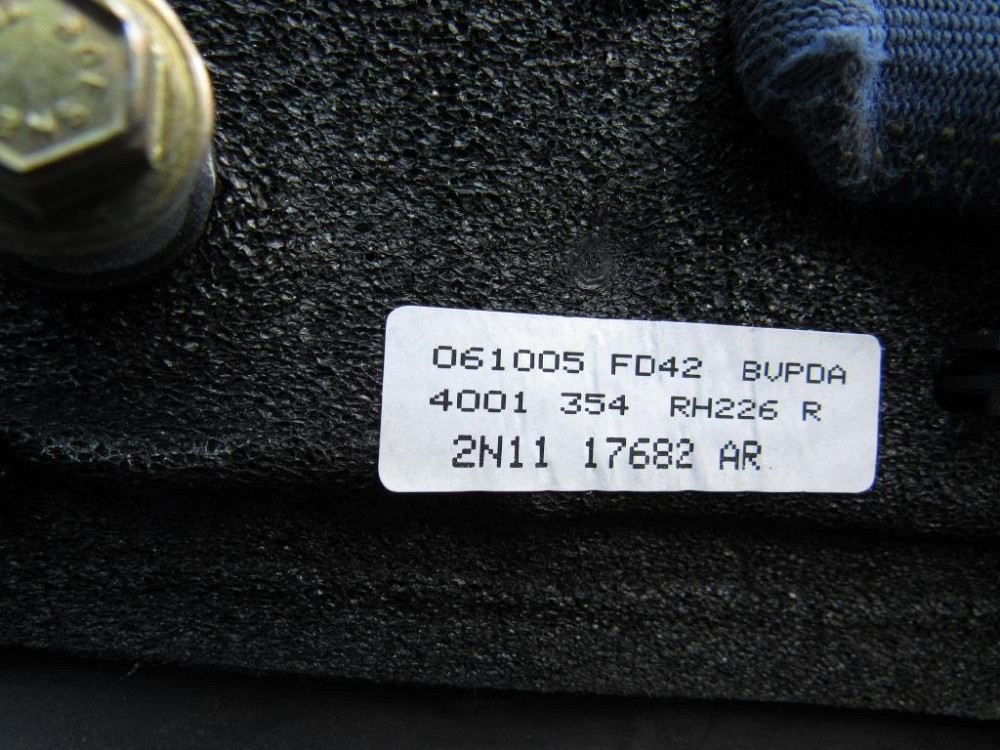 061005 FD42 BVPDA
4001 354 RH226 R
2N11 17682 AR